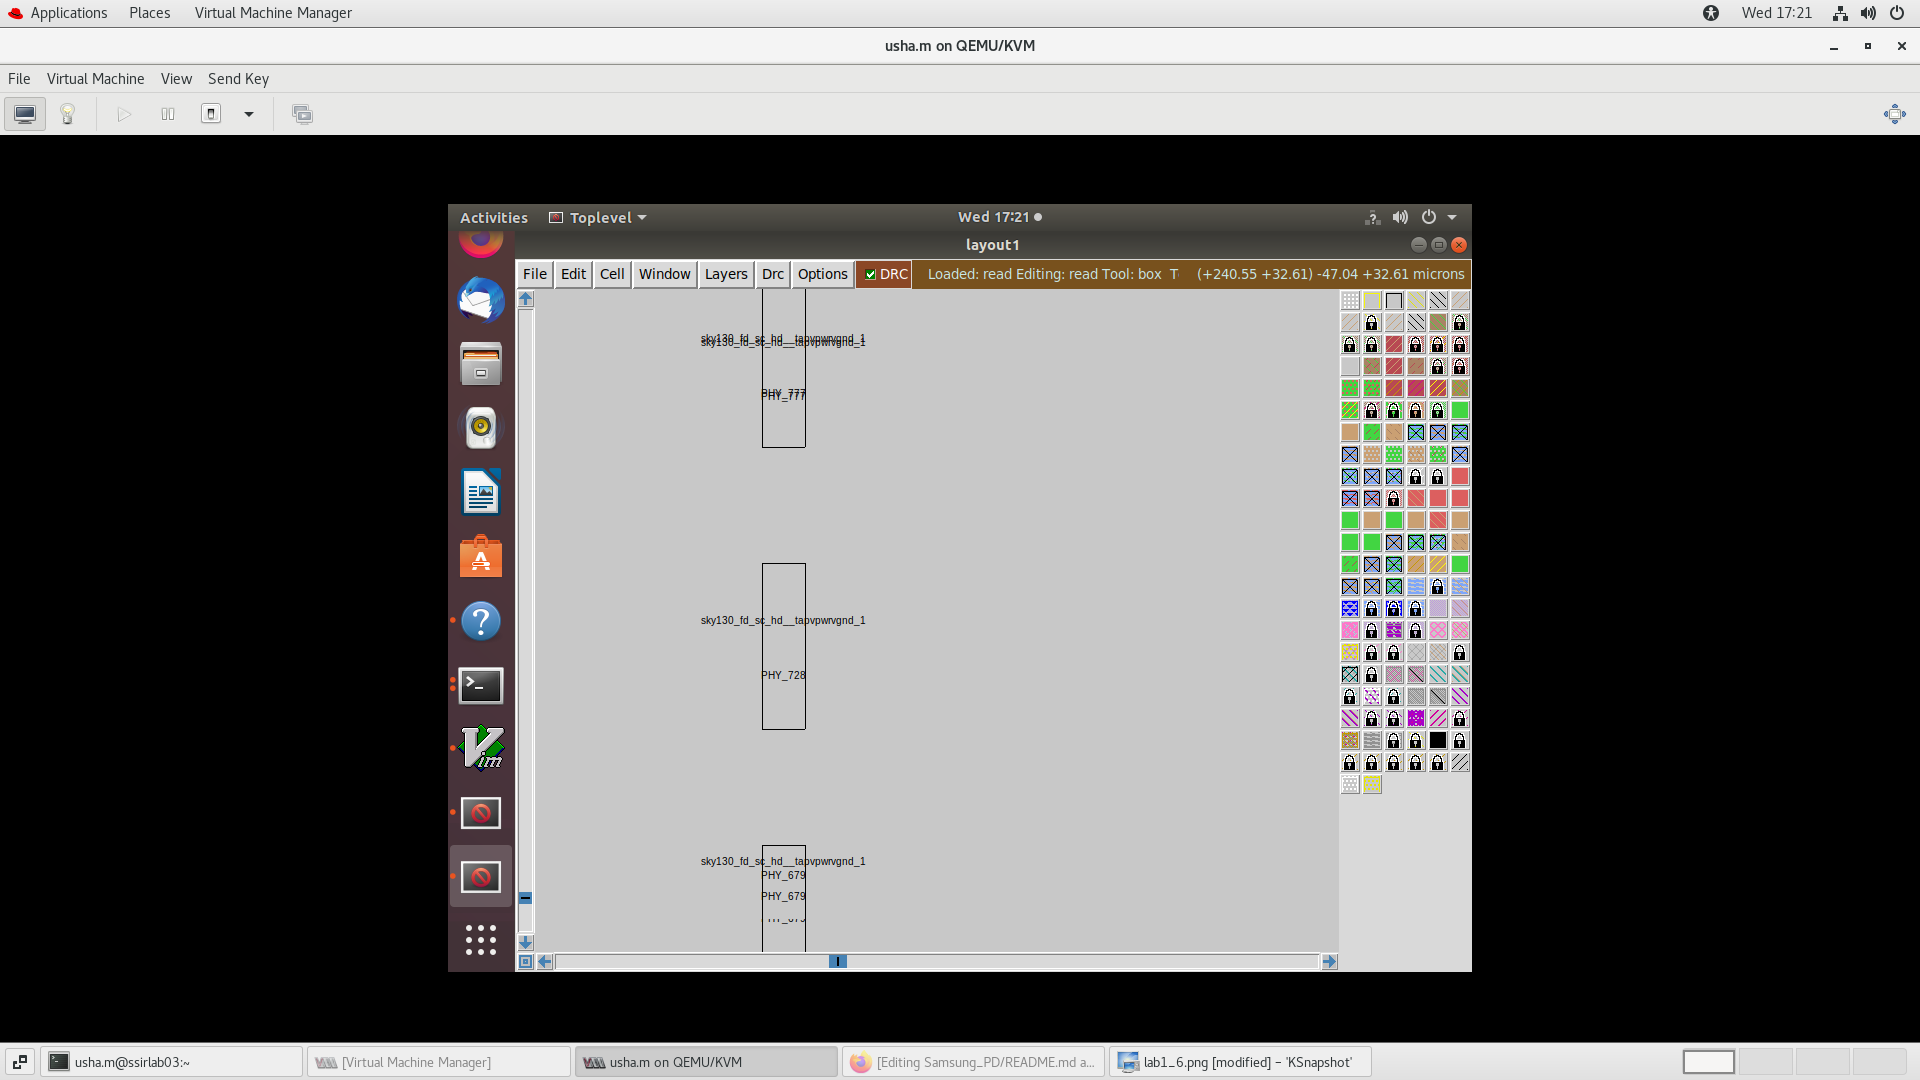 Applications Places Virtual Machine Manager Wed 17:21
usha.m on QEMU/KVM
File Virtual Machine View Send Key
Activities Toplevel Wed 17:21
layout1
File Edit Cell Window Layers Drc Options DRC Loaded: read Editing: read Tool: box T (+240.55 +32.61) -47.04 +32.61 microns
sky130_fd_sc_hd__tapvpwrvgnd_1
sky130_fd_sc_hd__tapvpwrvgnd_1
PHY_777
PHY_777
sky130_fd_sc_hd__tapvpwrvgnd_1
PHY_728
sky130_fd_sc_hd__tapvpwrvgnd_1
PHY_679
PHY_679
usha.m@ssirlab03:~ [Virtual Machine Manager] usha.m on QEMU/KVM [Editing Samsung_PD/README.md a... lab1_6.png [modified] – 'KSnapshot'